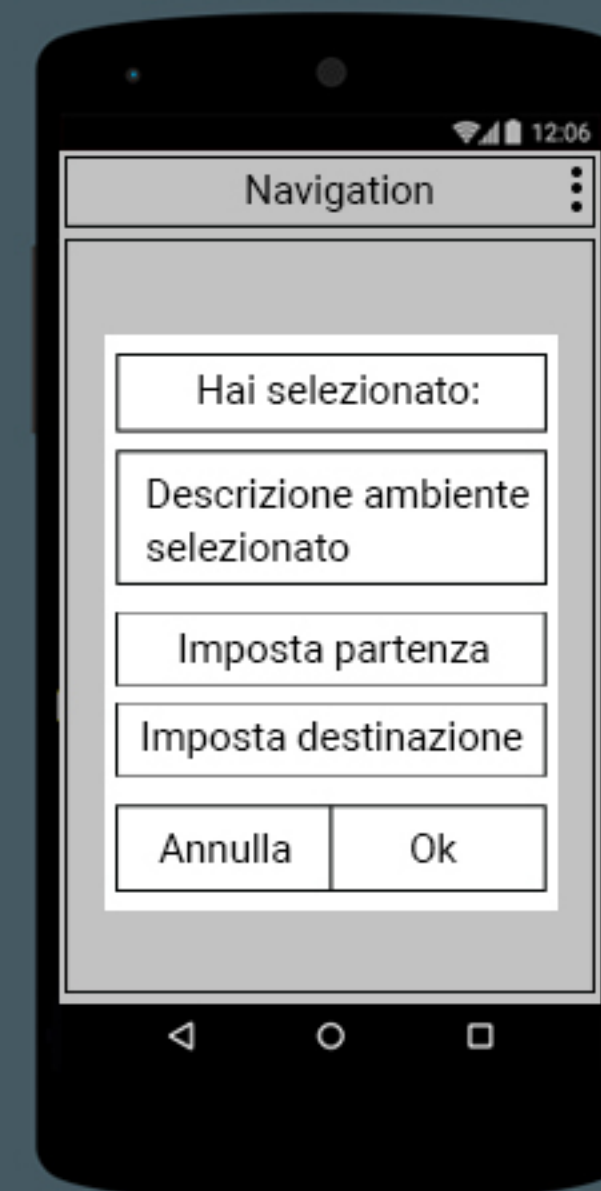 12:06
Navigation
Hai selezionato:
Descrizione ambiente
selezionato
Imposta partenza
Imposta destinazione
Annulla Ok